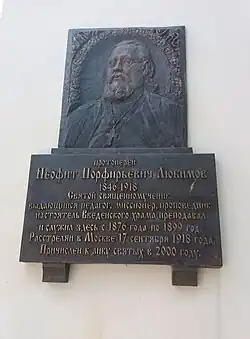 протоиерей
Неофит Порфирьевич Любимов
1846-1918
Святой священномученик
выдающийся педагог, миссионер, проповедник
настоятель Введенского храма, преподавал
и служил здесь с 1876 года по 1899 год
Расстрелян в Москве 17 сентября 1918 года.
Причислен к лику святых в 2000 году.